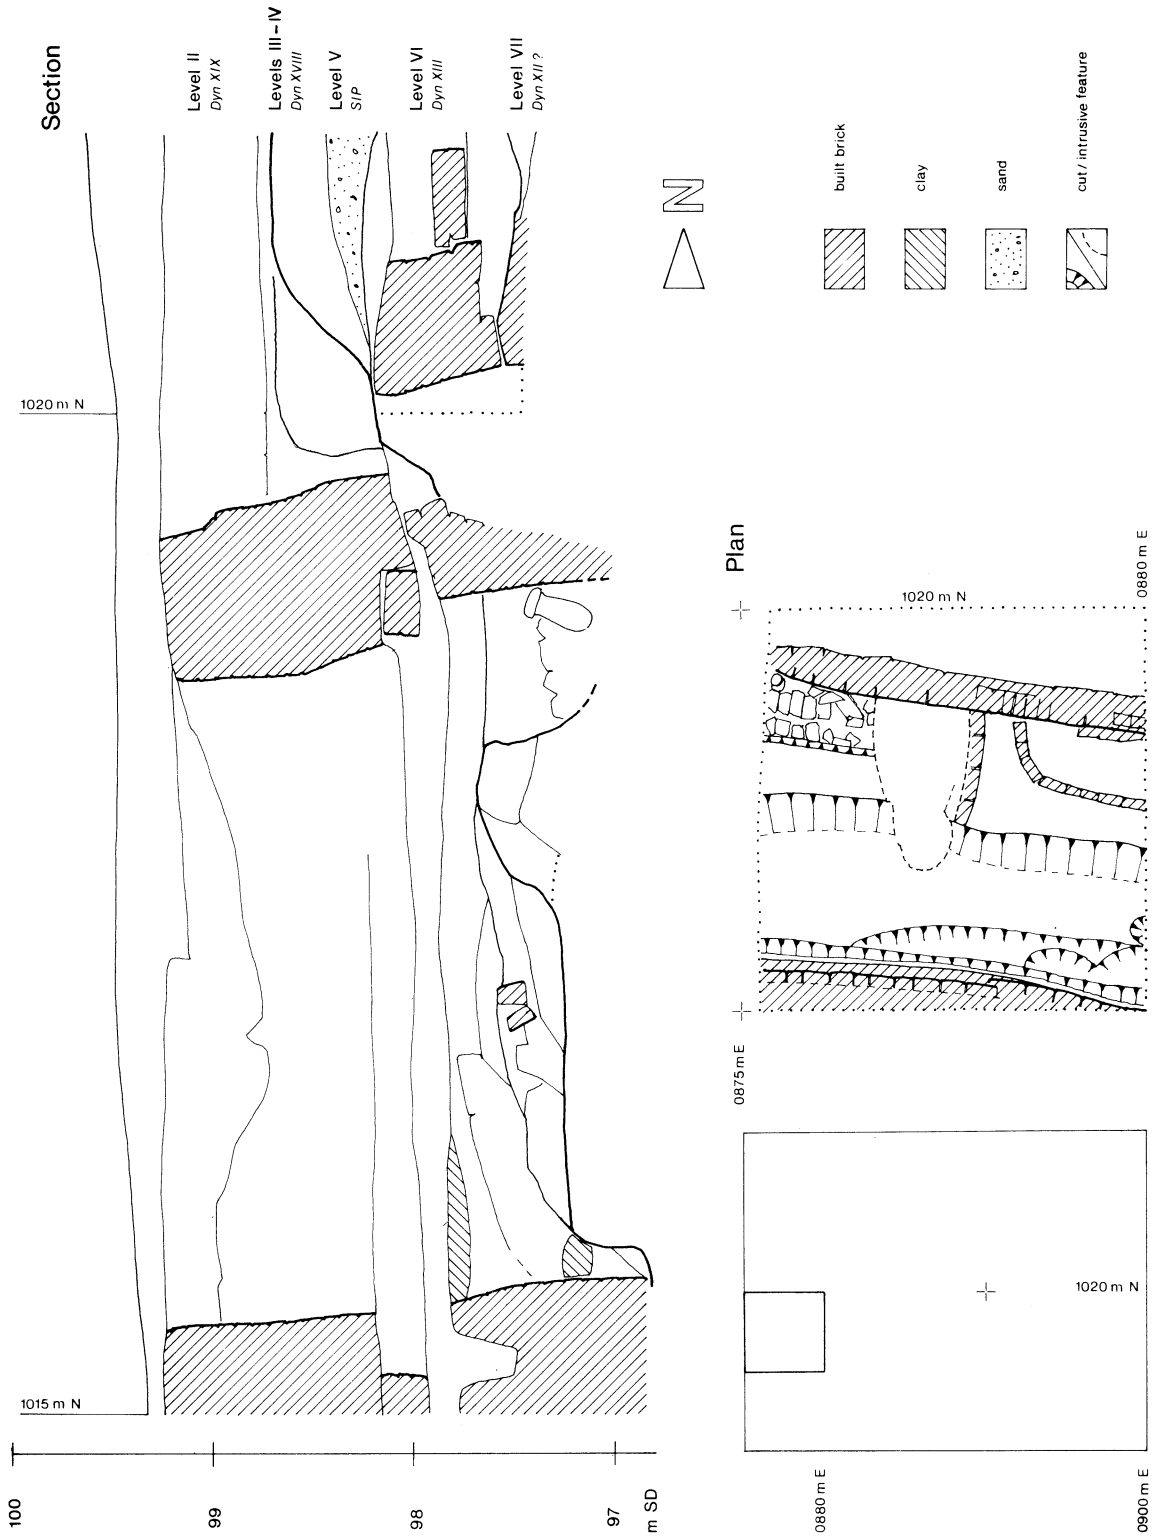 Section
Level II
Dyn XIX
Levels III-IV
Dyn XVIII
Level V
SIP
Level VI
Dyn XIII
Level VII
Dyn XII ?
1015 m N
1020 m N
100
99
98
97
m SD
N
built brick
clay
sand
cut / intrusive feature
Plan
1020 m N
0875 m E
0880 m E
1020 m N
0880 m E
0900 m E